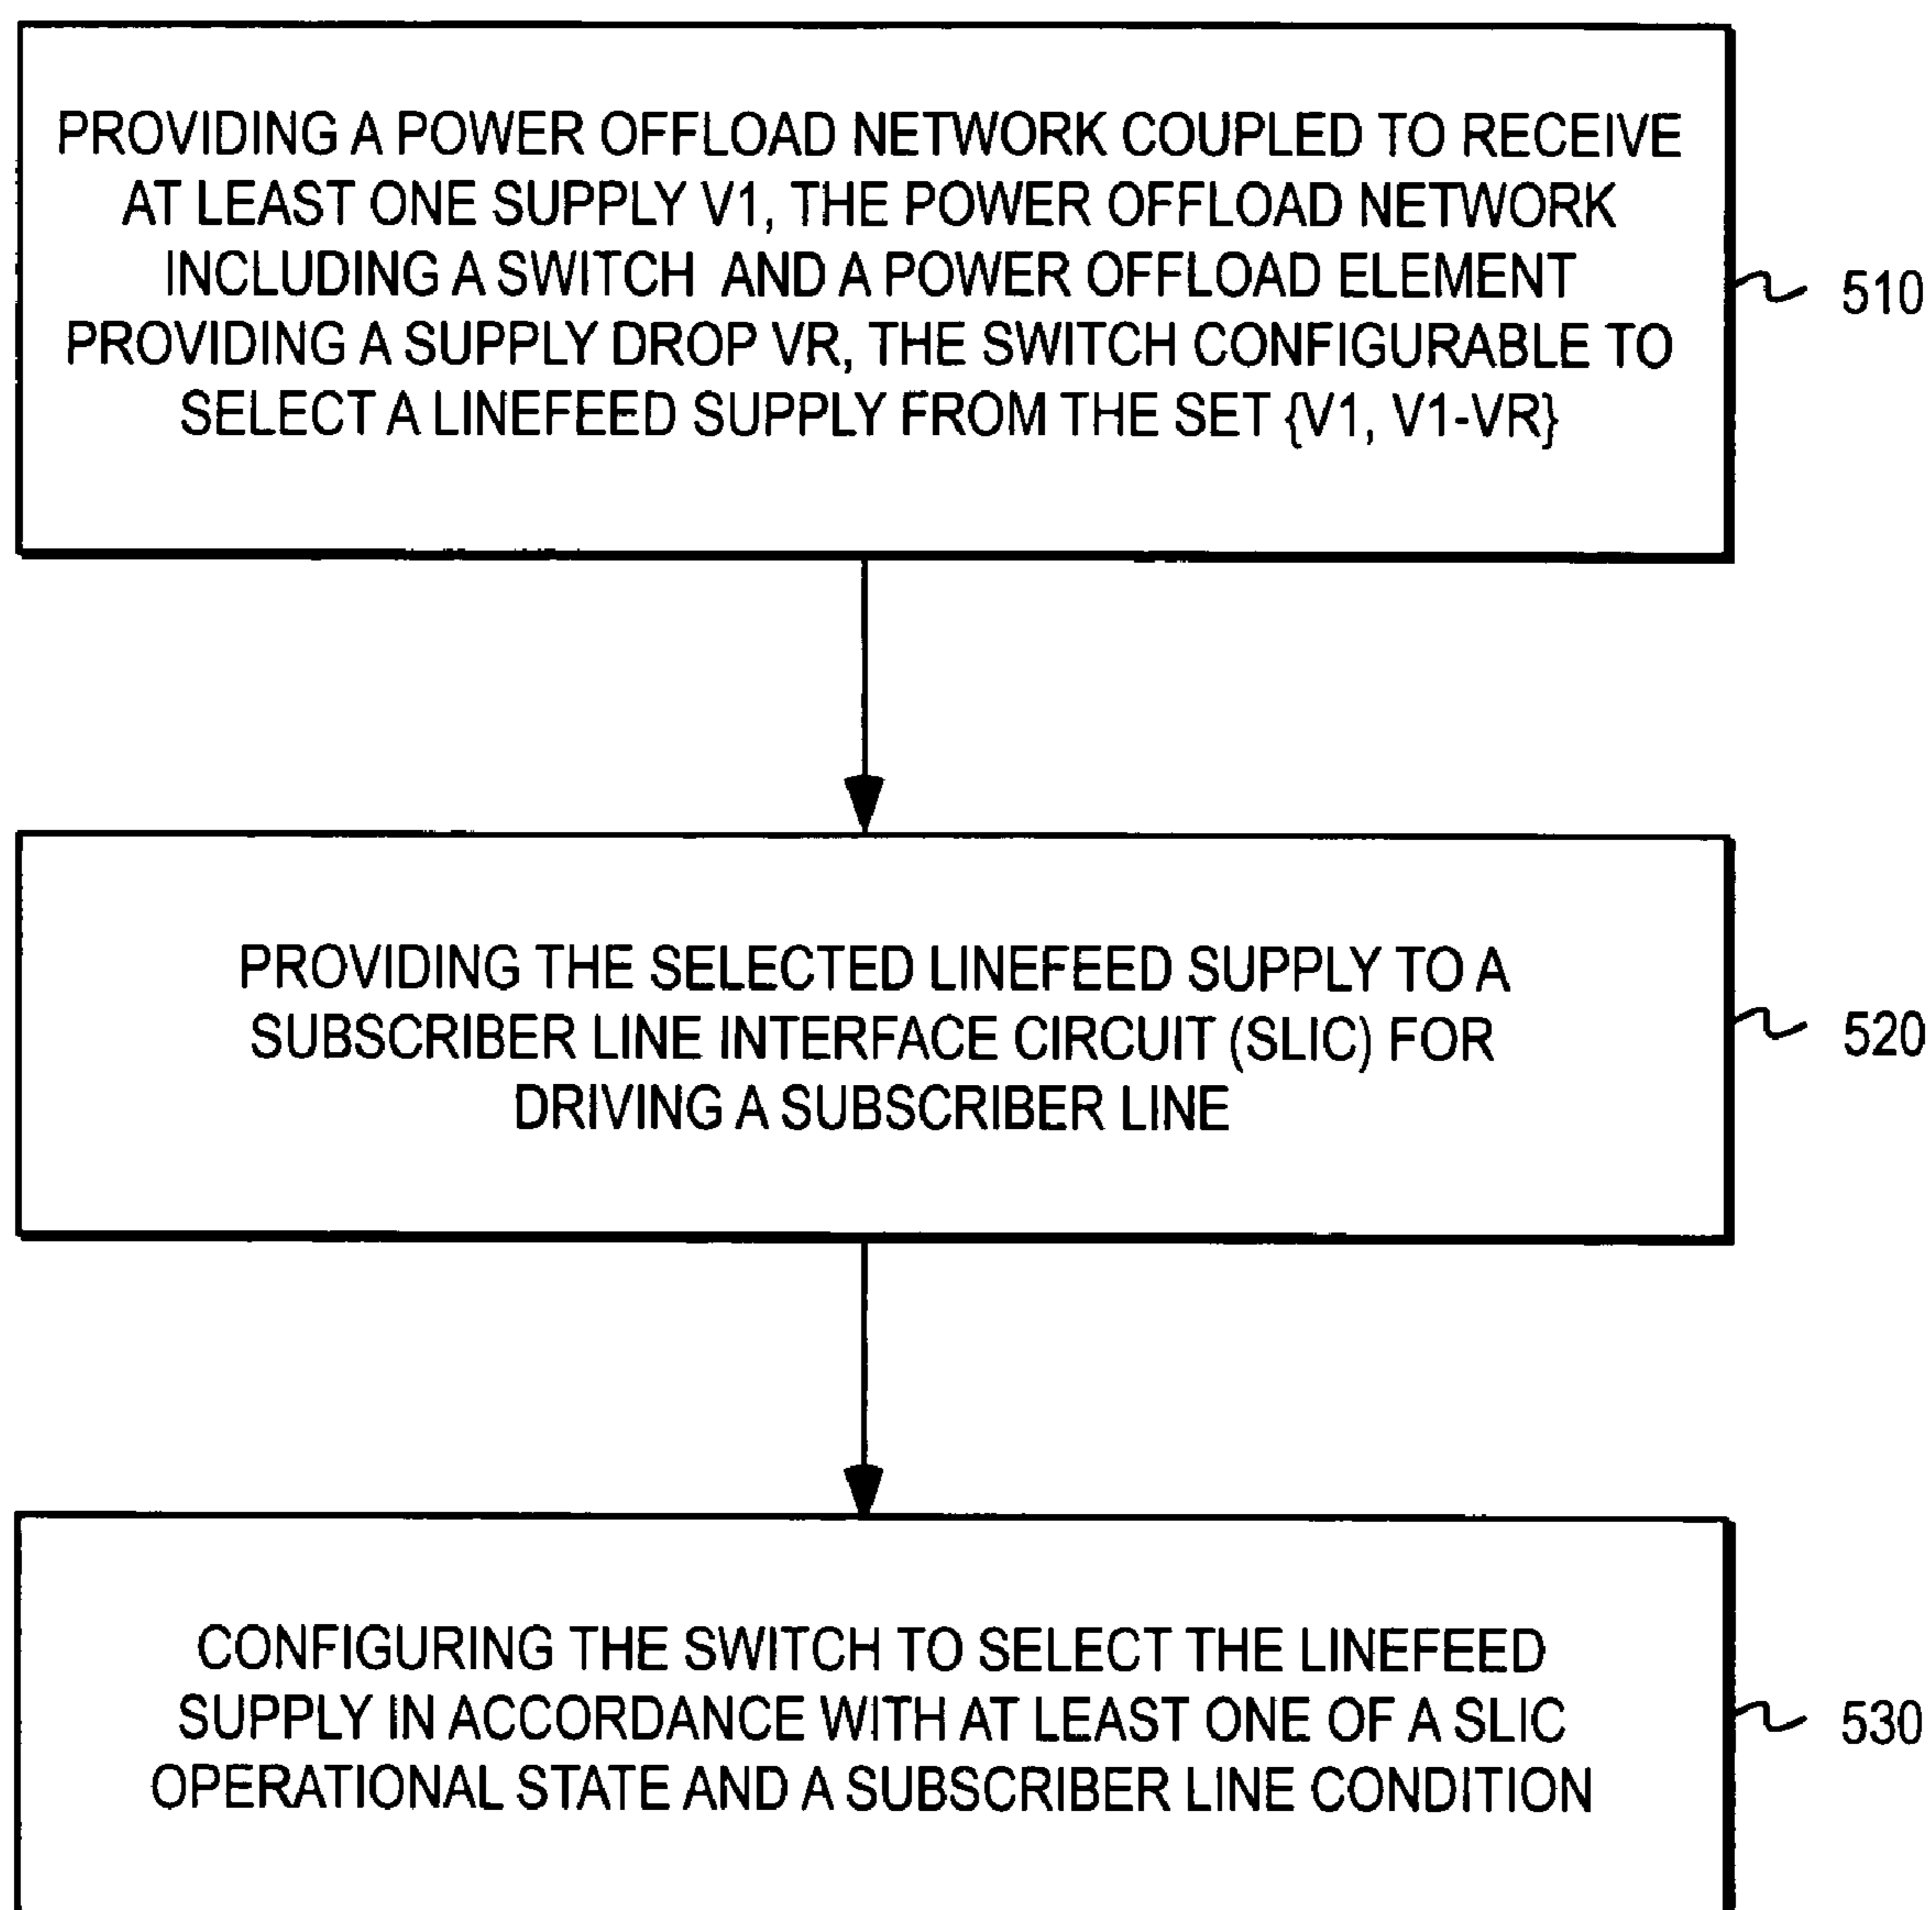 PROVIDING A POWER OFFLOAD NETWORK COUPLED TO RECEIVE
AT LEAST ONE SUPPLY V1, THE POWER OFFLOAD NETWORK
INCLUDING A SWITCH AND A POWER OFFLOAD ELEMENT
PROVIDING A SUPPLY DROP VR, THE SWITCH CONFIGURABLE TO
SELECT A LINEFEED SUPPLY FROM THE SET {V1, V1-VR}
510
PROVIDING THE SELECTED LINEFEED SUPPLY TO A
SUBSCRIBER LINE INTERFACE CIRCUIT (SLIC) FOR
DRIVING A SUBSCRIBER LINE
520
CONFIGURING THE SWITCH TO SELECT THE LINEFEED
SUPPLY IN ACCORDANCE WITH AT LEAST ONE OF A SLIC
OPERATIONAL STATE AND A SUBSCRIBER LINE CONDITION
530